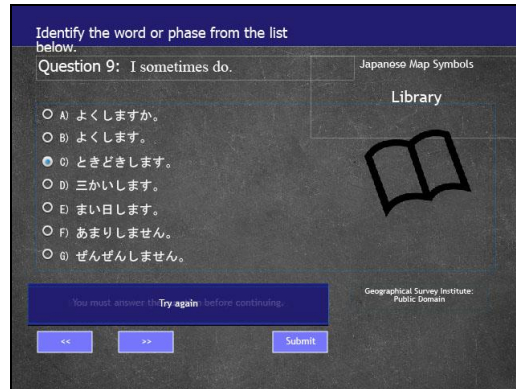 Identify the word or phase from the list
below.
Question 9: I sometimes do.
Japanese Map Symbols
Library
A) よくしますか。
B) よくします。
C) ときどきします。
D) 三かいします。
E) まい日します。
F) あまりしません。
G) ぜんぜんしません。
Geographical Survey Institute:
Public Domain
You must answer the before continuing.
Try again
<<
>>
Submit